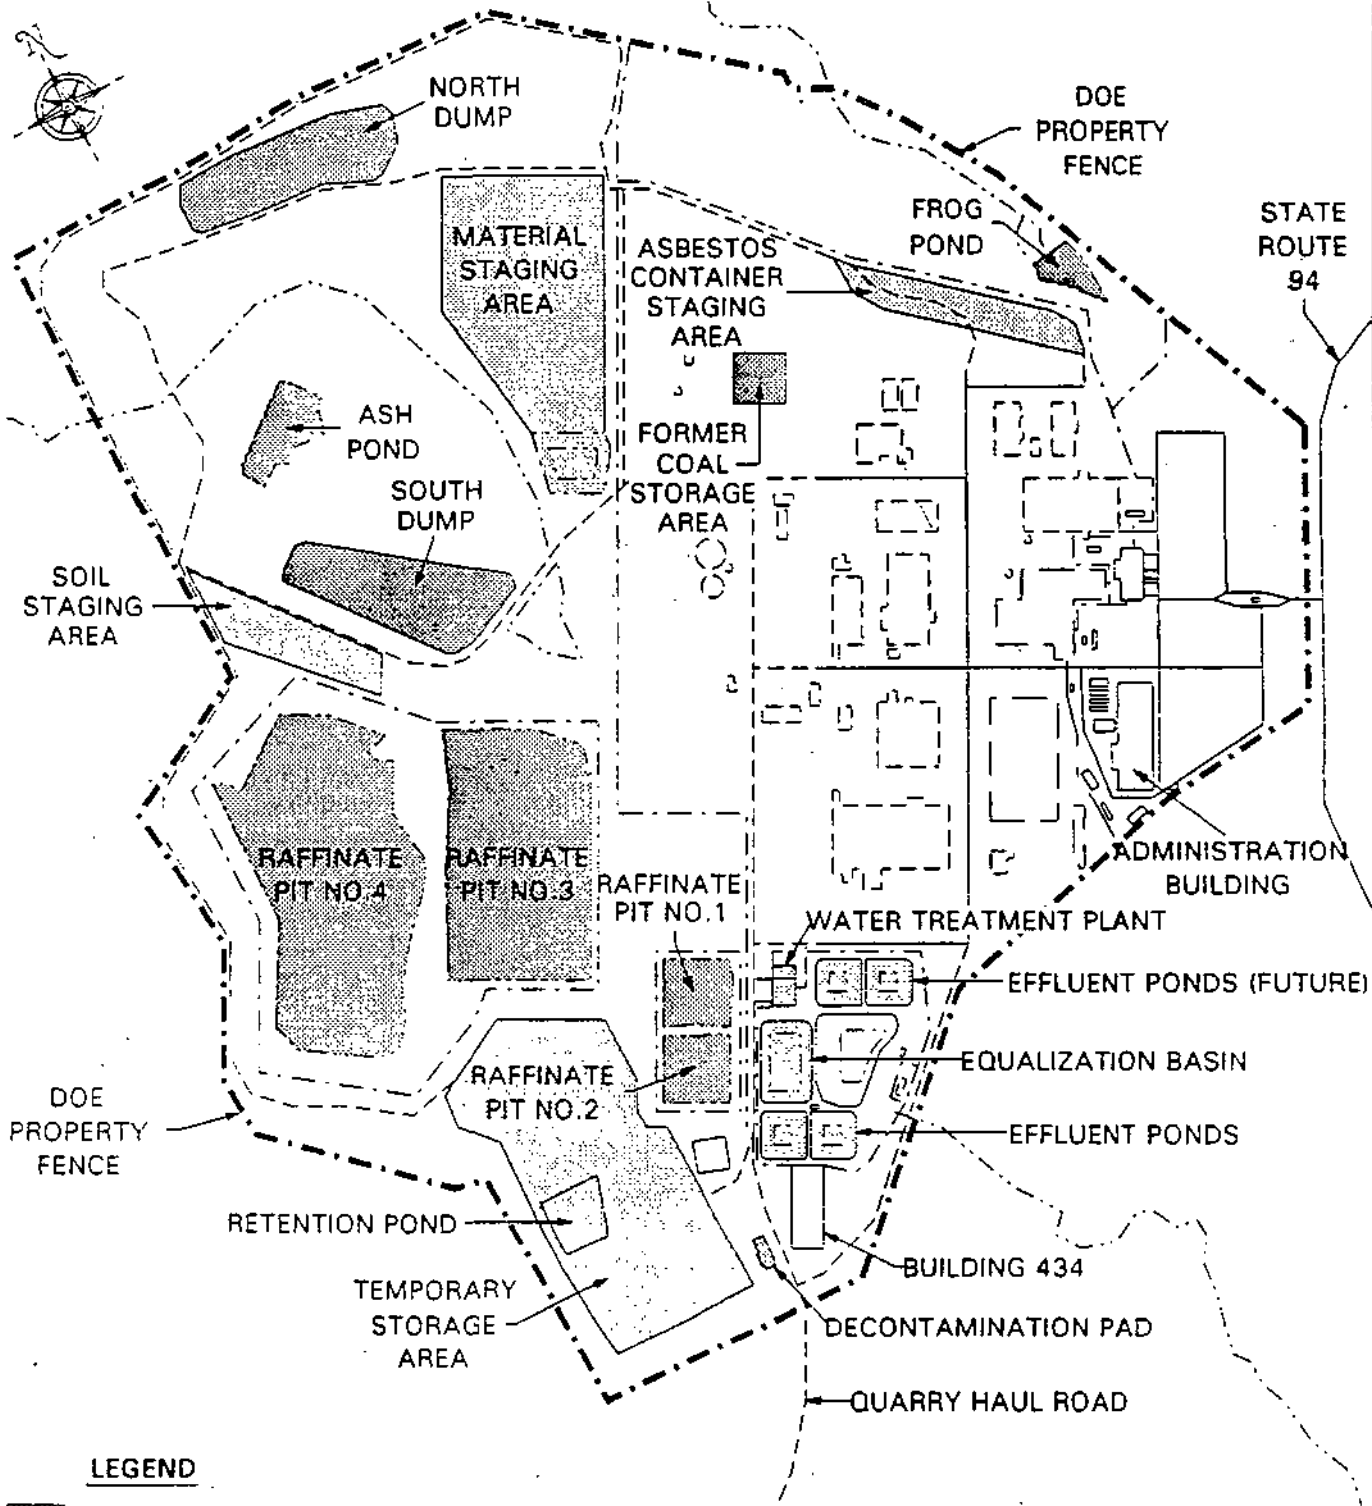 N
NORTH
DUMP
DOE
PROPERTY
FENCE
MATERIAL
STAGING
AREA
ASBESTOS
CONTAINER
STAGING
AREA
FROG
POND
STATE
ROUTE
94
ASH
POND
FORMER
COAL
STORAGE
AREA
SOUTH
DUMP
SOIL
STAGING
AREA
RAFFINATE
PIT NO.4
RAFFINATE
PIT NO.3
RAFFINATE
PIT NO.1
ADMINISTRATION
BUILDING
WATER TREATMENT PLANT
EFFLUENT PONDS (FUTURE)
EQUALIZATION BASIN
RAFFINATE
PIT NO.2
DOE
PROPERTY
FENCE
EFFLUENT PONDS
RETENTION POND
BUILDING 434
TEMPORARY
STORAGE
AREA
DECONTAMINATION PAD
QUARRY HAUL ROAD
LEGEND